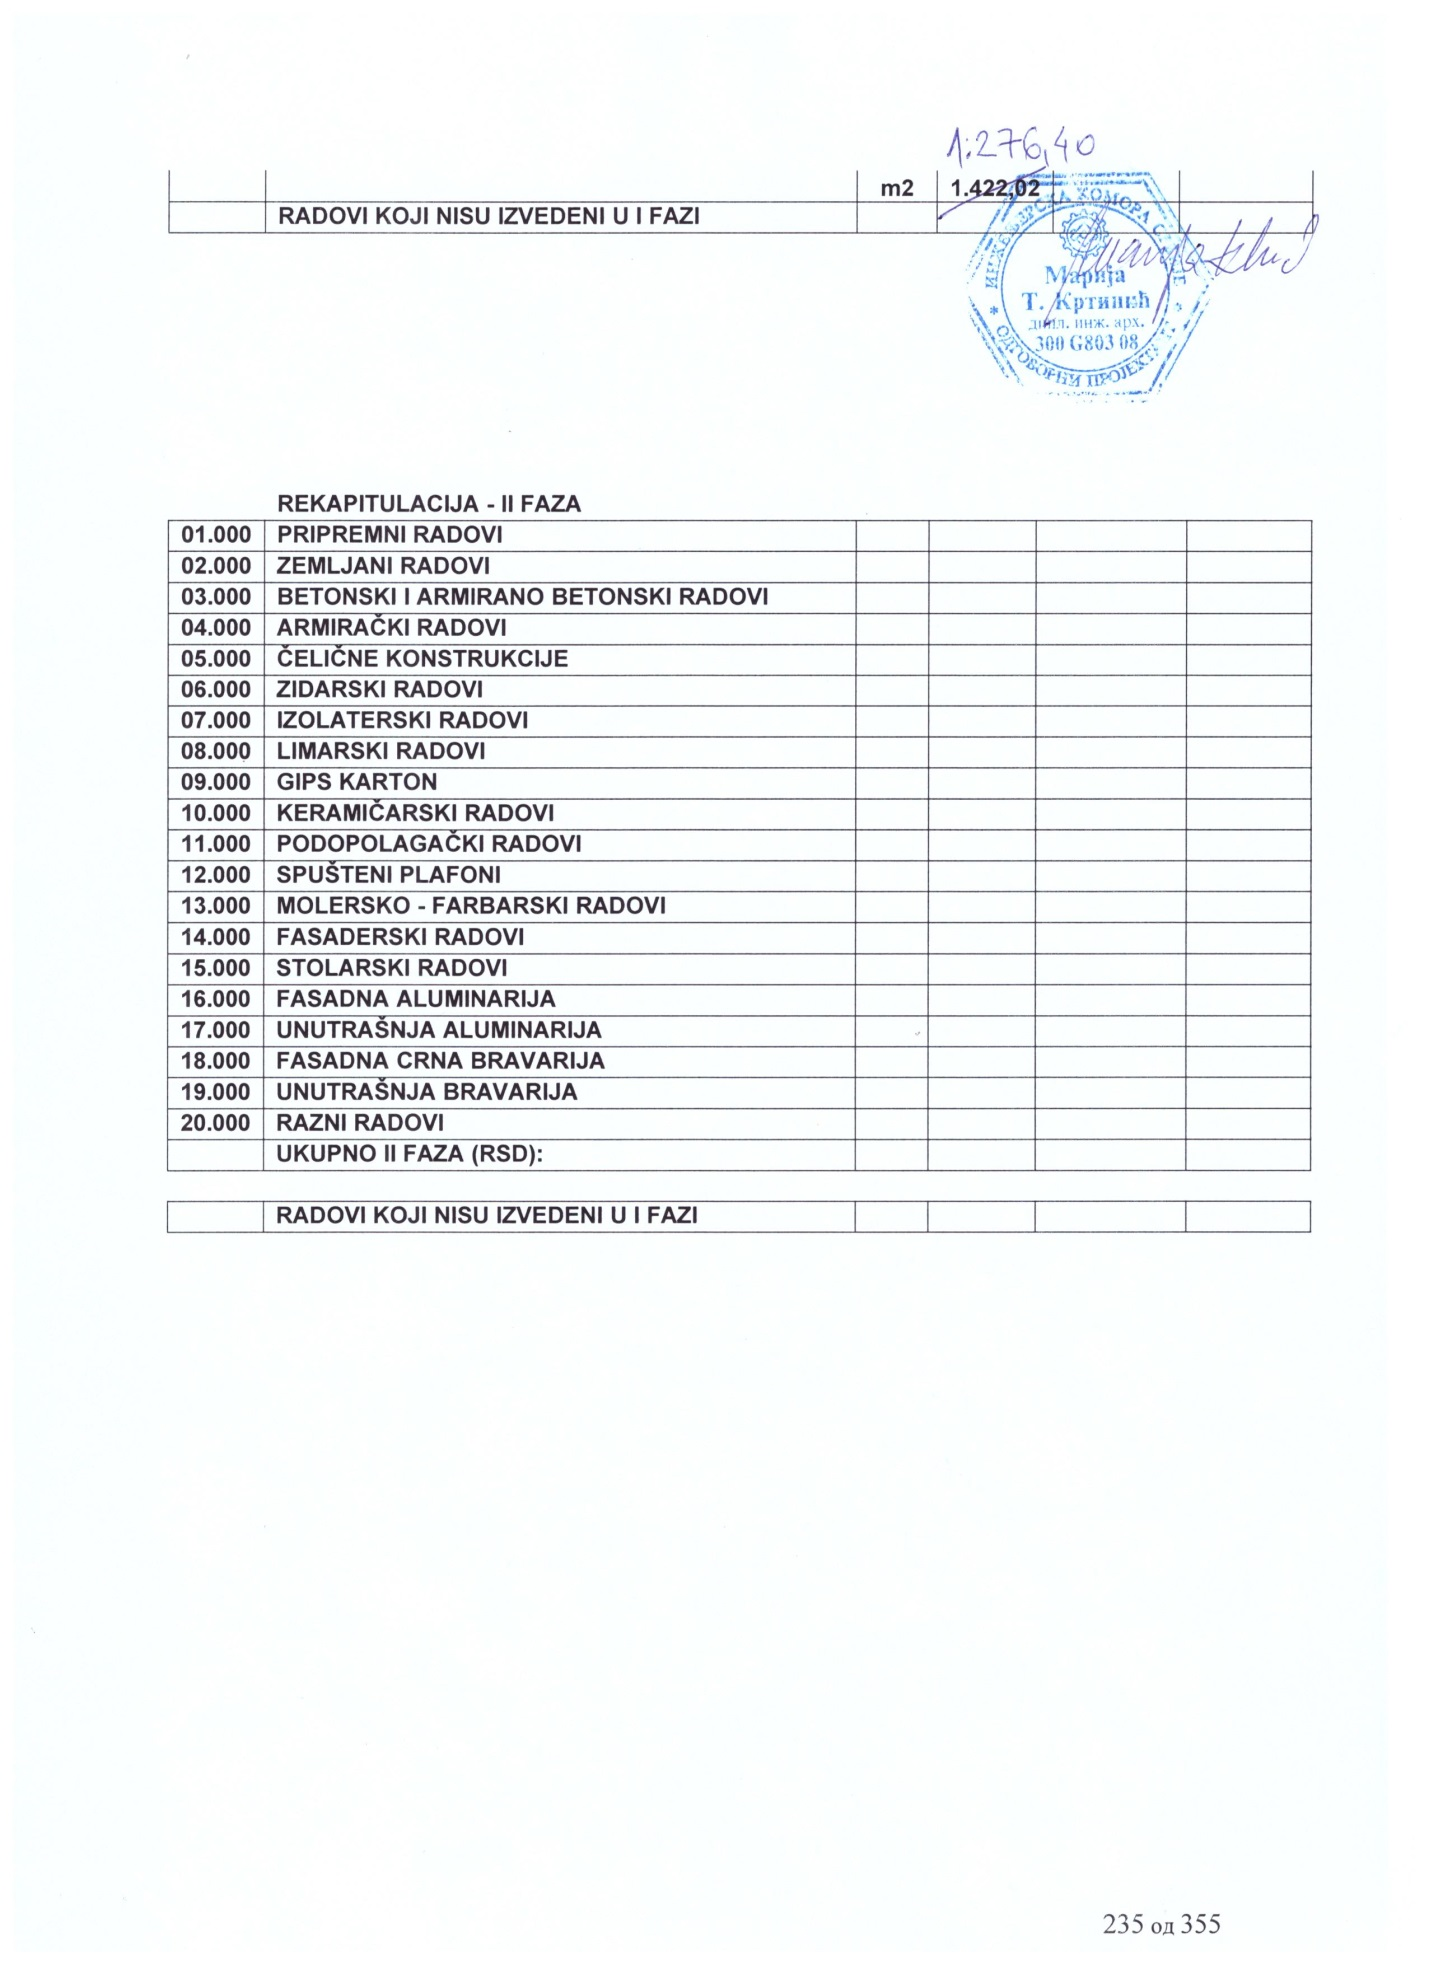 1.276,40
m2 1.422,02
RADOVI KOJI NISU IZVEDENI U I FAZI
ИНЖЕЊЕРСКА КОМОРА
Марија
Т. Кртинић
дипл. инж. арх.
300 G803 08
ОДГОВОРНИ ПРОЈЕКТАНТ
REKAPITULACIJA - II FAZA
01.000 PRIPREMNI RADOVI
02.000 ZEMLJANI RADOVI
03.000 BETONSKI I ARMIRANO BETONSKI RADOVI
04.000 ARMIRAČKI RADOVI
05.000 ČELIČNE KONSTRUKCIJE
06.000 ZIDARSKI RADOVI
07.000 IZOLATERSKI RADOVI
08.000 LIMARSKI RADOVI
09.000 GIPS KARTON
10.000 KERAMIČARSKI RADOVI
11.000 PODOPOLAGAČKI RADOVI
12.000 SPUŠTENI PLAFONI
13.000 MOLERSKO - FARBARSKI RADOVI
14.000 FASADERSKI RADOVI
15.000 STOLARSKI RADOVI
16.000 FASADNA ALUMINARIJA
17.000 UNUTRAŠNJA ALUMINARIJA
18.000 FASADNA CRNA BRAVARIJA
19.000 UNUTRAŠNJA BRAVARIJA
20.000 RAZNI RADOVI
UKUPNO II FAZA (RSD):
RADOVI KOJI NISU IZVEDENI U I FAZI
235 од 355